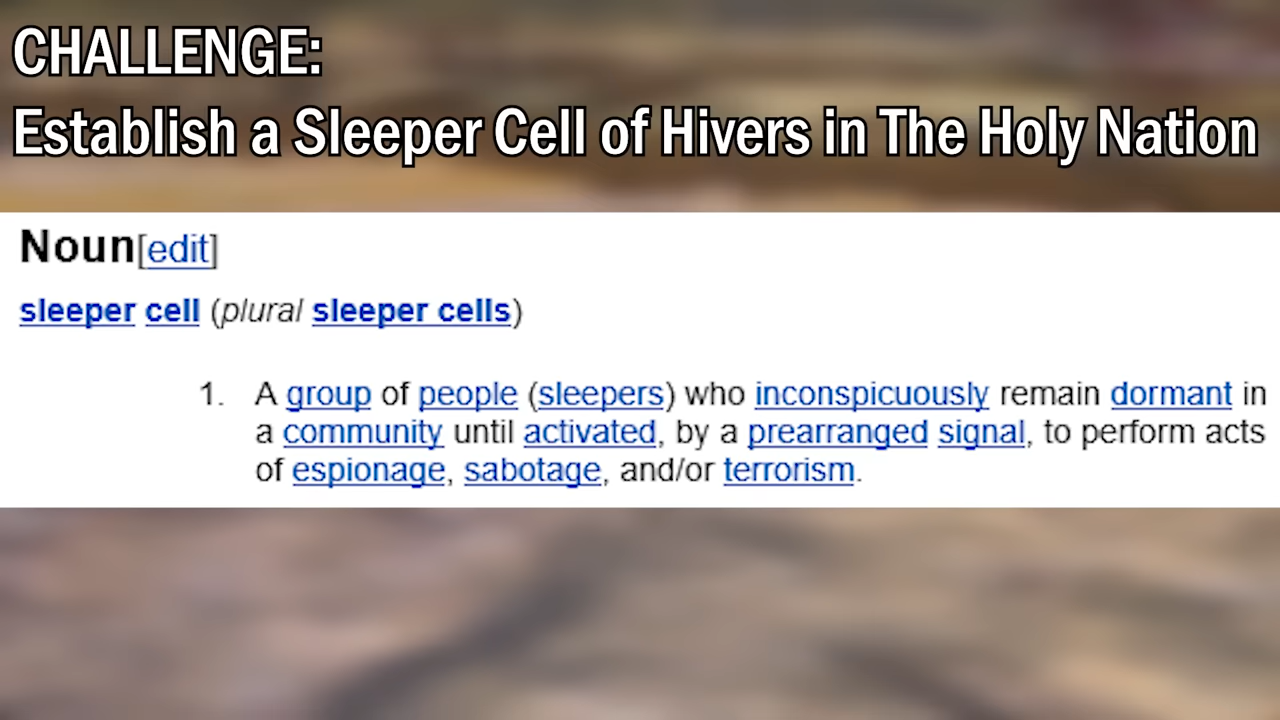 CHALLENGE:
Establish a Sleeper Cell of Hivers in The Holy Nation
Noun[edit]
sleeper cell (plural sleeper cells)
1. A group of people (sleepers) who inconspicuously remain dormant in
a community until activated, by a prearranged signal, to perform acts
of espionage, sabotage, and/or terrorism.